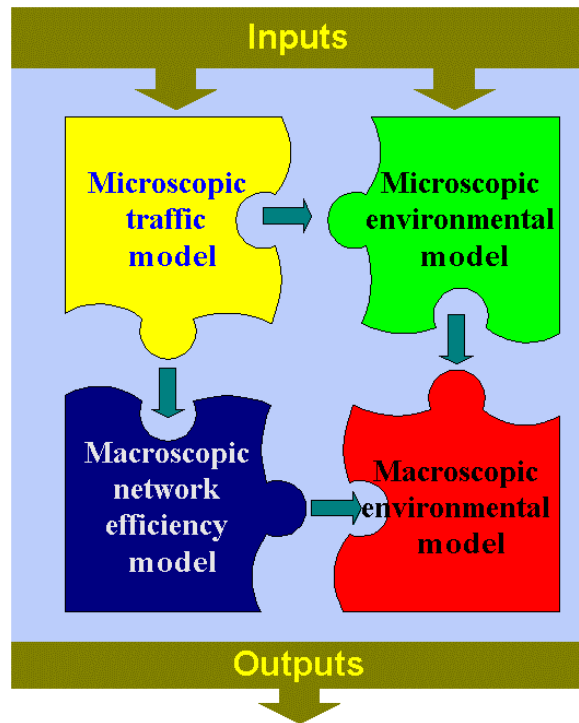 Inputs
Microscopic
traffic
model
Microscopic
environmental
model
Macroscopic
network
efficiency
model
Macroscopic
environmental
model
Outputs